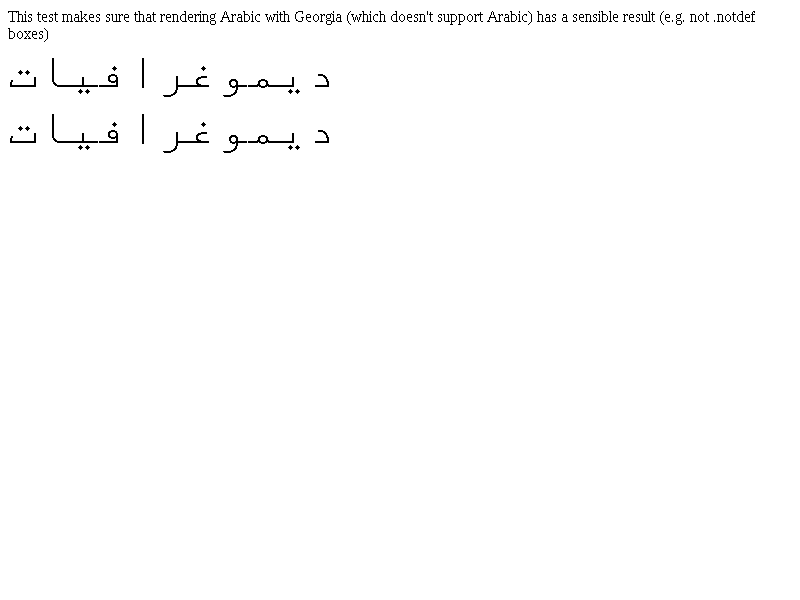 This test makes sure that rendering Arabic with Georgia (which doesn't support Arabic) has a sensible result (e.g. not .notdef
boxes)
ديموغرافيات
ديموغرافيات